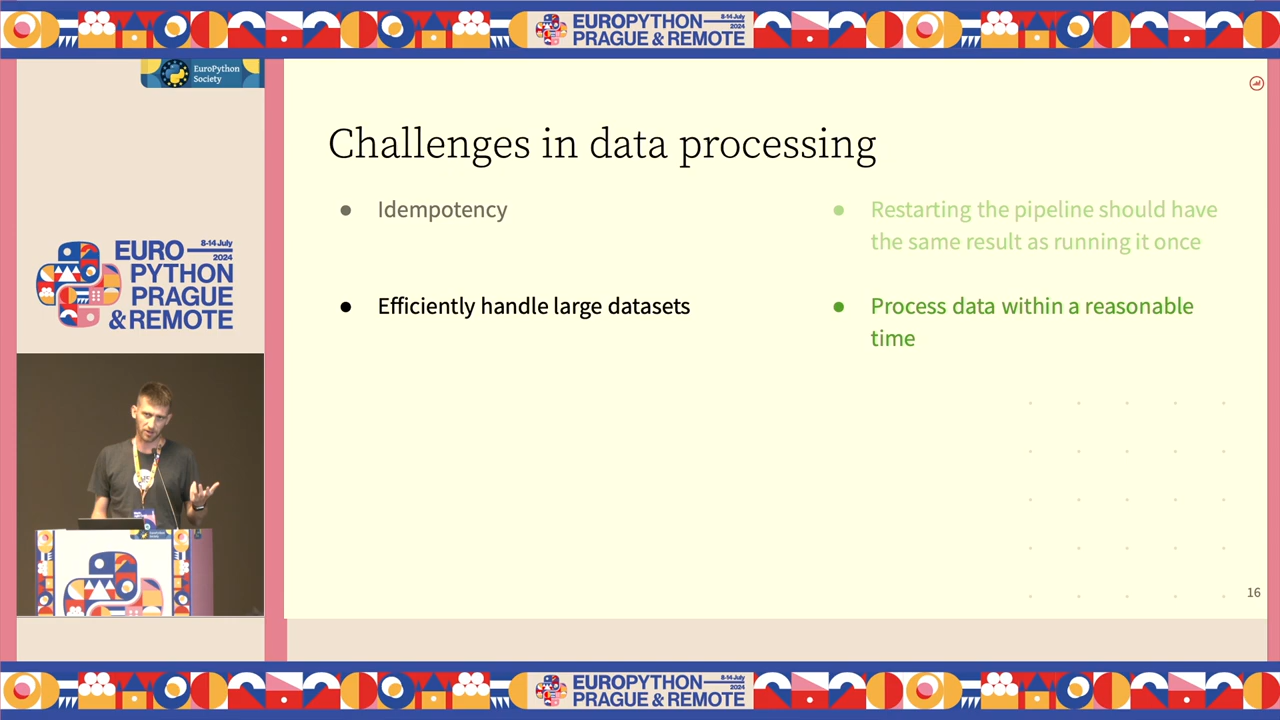 EUROPYTHON
8-14 July
2024
PRAGUE & REMOTE
EuroPython
Society
EURO
8-14 July
2024
PYTHON
PRAGUE
& REMOTE
Challenges in data processing
● Idempotency
● Restarting the pipeline should have
the same result as running it once
● Efficiently handle large datasets
● Process data within a reasonable
time
16
EUROPYTHON
8-14 July
2024
PRAGUE & REMOTE